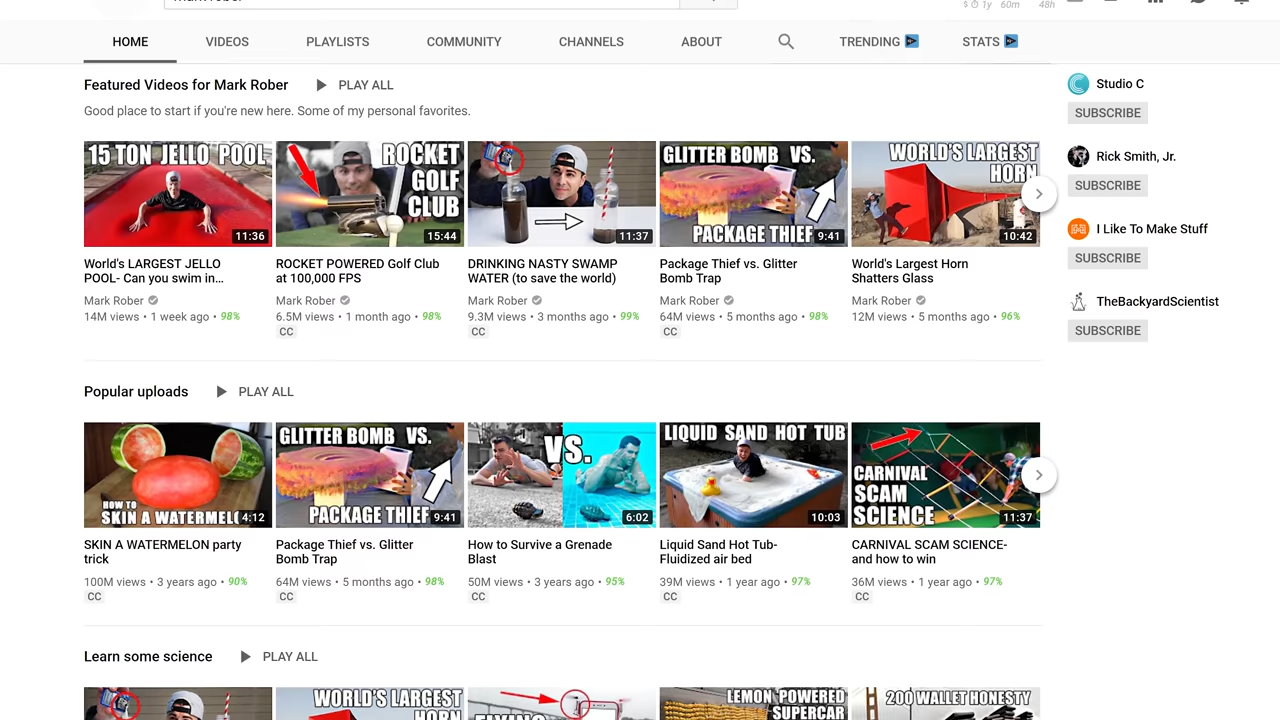 $ 1y 60m 48h
HOME VIDEOS PLAYLISTS COMMUNITY CHANNELS ABOUT TRENDING STATS
Featured Videos for Mark Rober PLAY ALL
Good place to start if you're new here. Some of my personal favorites.
15 TON JELLO POOL
11:36
World's LARGEST JELLO
POOL- Can you swim in...
Mark Rober
14M views • 1 week ago • 98%
ROCKET
GOLF
CLUB
15:44
ROCKET POWERED Golf Club
at 100,000 FPS
Mark Rober
6.5M views • 1 month ago • 98%
CC
11:37
DRINKING NASTY SWAMP
WATER (to save the world)
Mark Rober
9.3M views • 3 months ago • 99%
CC
GLITTER BOMB VS.
PACKAGE THIEF
9:41
Package Thief vs. Glitter
Bomb Trap
Mark Rober
64M views • 5 months ago • 98%
CC
WORLD'S LARGEST
HORN
10:42
World's Largest Horn
Shatters Glass
Mark Rober
12M views • 5 months ago • 96%
Studio C
SUBSCRIBE
Rick Smith, Jr.
SUBSCRIBE
I Like To Make Stuff
SUBSCRIBE
TheBackyardScientist
SUBSCRIBE
Popular uploads PLAY ALL
HOW TO
SKIN A WATERMEL
4:12
SKIN A WATERMELON party
trick
100M views • 3 years ago • 90%
CC
GLITTER BOMB VS.
PACKAGE THIEF
9:41
Package Thief vs. Glitter
Bomb Trap
64M views • 5 months ago • 98%
CC
VS.
6:02
How to Survive a Grenade
Blast
50M views • 3 years ago • 95%
CC
LIQUID SAND HOT TUB
10:03
Liquid Sand Hot Tub-
Fluidized air bed
39M views • 1 year ago • 97%
CC
CARNIVAL
SCAM
SCIENCE
11:37
CARNIVAL SCAM SCIENCE-
and how to win
36M views • 1 year ago • 97%
CC
Learn some science PLAY ALL
WORLD'S LARGEST
HORN
FLYING
LEMON POWERED
SUPERCAR
200 WALLET HONESTY